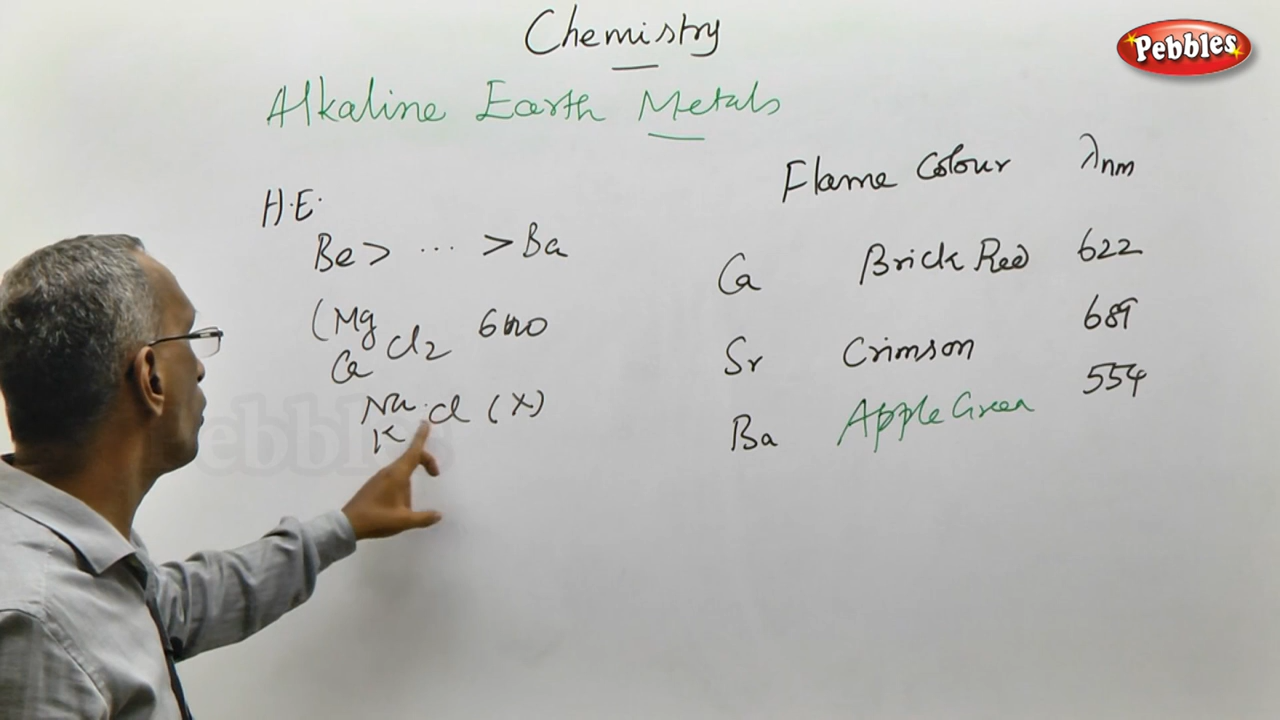 Chemistry
Pebbles
Alkaline Earth Metals
Flame Colour λnm
H.E.
Be > ... > Ba
Ca Brick Red 622
(Mg
Ca Cl2
Sr Crimson 689
Na
K Cl (X)
Ba Apple Green 554
Pebbles